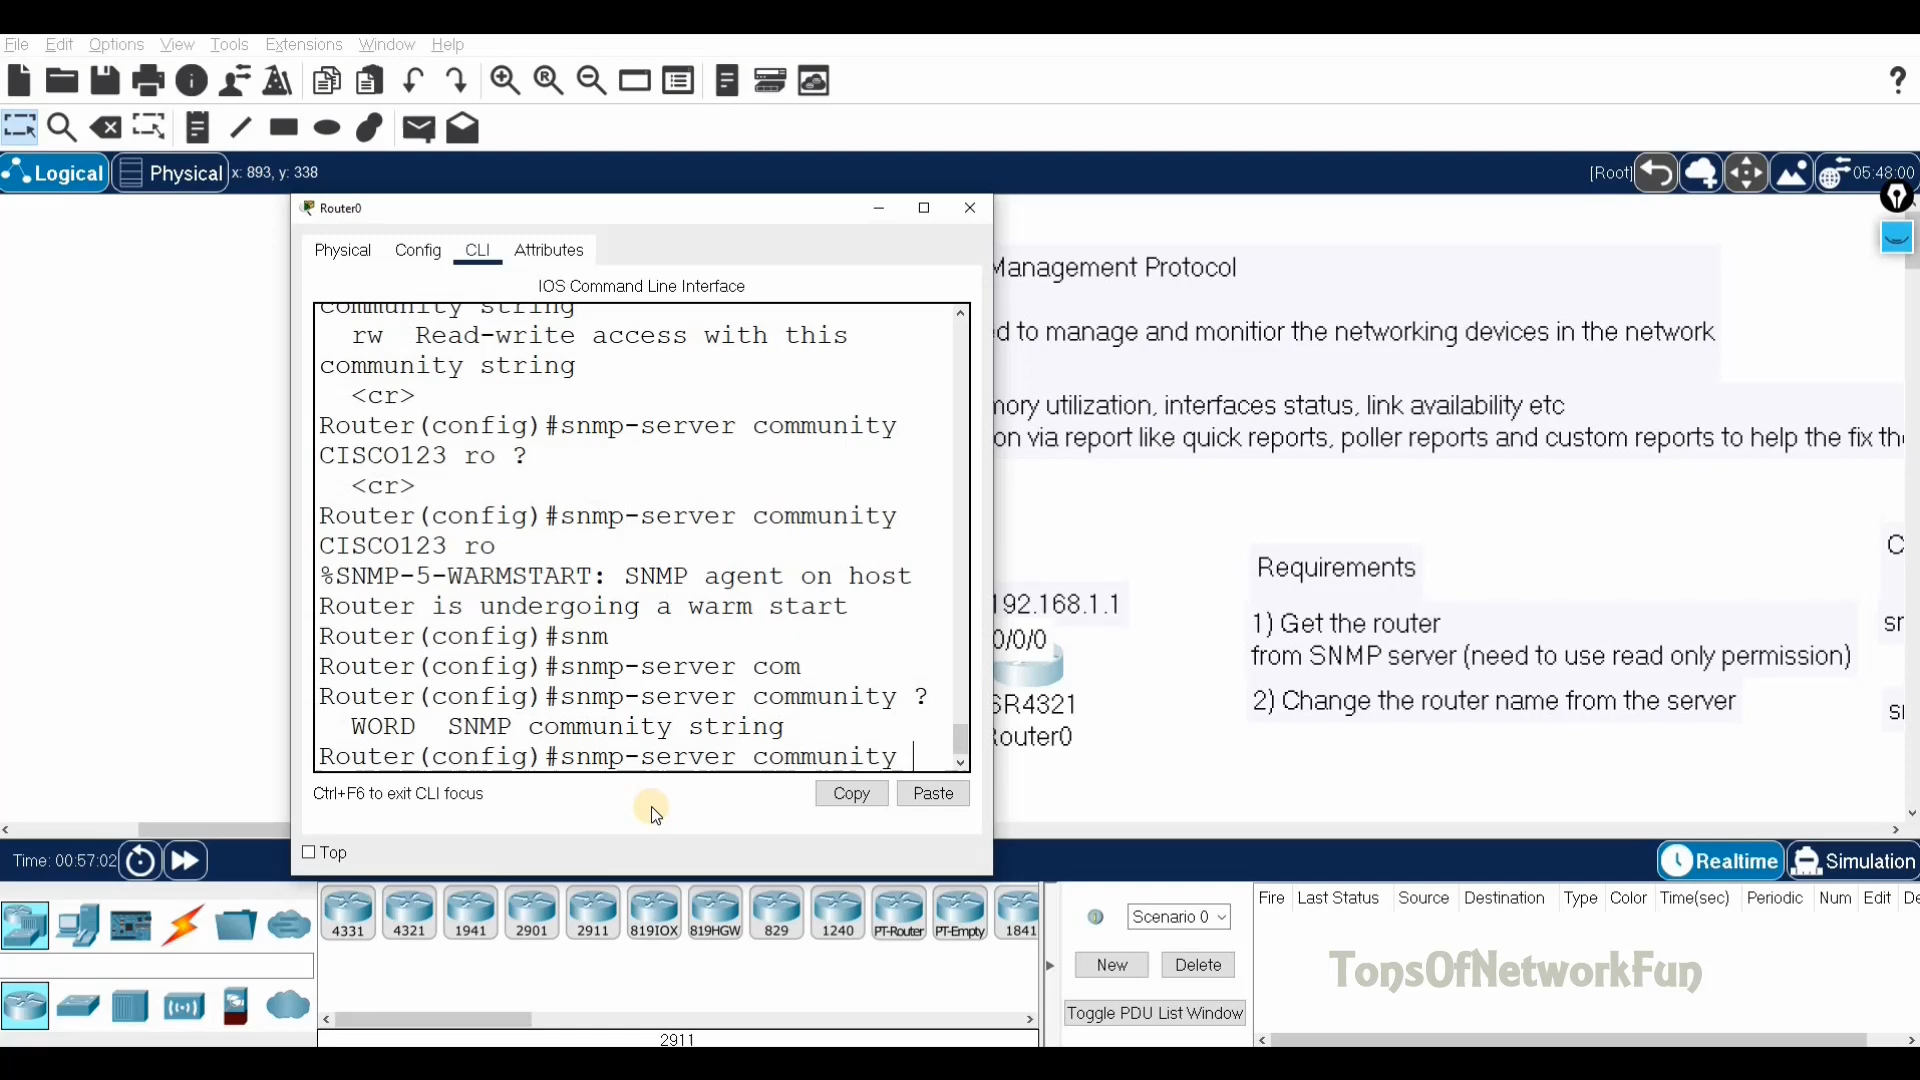 File Edit Options View Tools Extensions Window Help
Logical Physical x: 893, y: 338 [Root] 05:48:00
Router0
Physical Config CLI Attributes
IOS Command Line Interface
community string
rw Read-write access with this
community string
<cr>
Router(config)#snmp-server community
CISCO123 ro ?
<cr>
Router(config)#snmp-server community
CISCO123 ro
%SNMP-5-WARMSTART: SNMP agent on host
Router is undergoing a warm start
Router(config)#snm
Router(config)#snmp-server com
Router(config)#snmp-server community ?
WORD SNMP community string
Router(config)#snmp-server community
Ctrl+F6 to exit CLI focus
Copy Paste
Top
Management Protocol
to manage and monitior the networking devices in the network
utilization, interfaces status, link availability etc
via report like quick reports, poller reports and custom reports to help the fix
192.168.1.1
0/0/0
Router0
Requirements
1) Get the router
from SNMP server (need to use read only permission)
2) Change the router name from the server
Time: 00:57:02
Realtime Simulation
4331 4321 1941 2901 2911 819IOX 819HGW 829 1240 PT-Router PT-Empty 1841
2911
Scenario 0
New Delete
Toggle PDU List Window
Fire Last Status Source Destination Type Color Time(sec) Periodic Num Edit
TonsOfNetworkFun